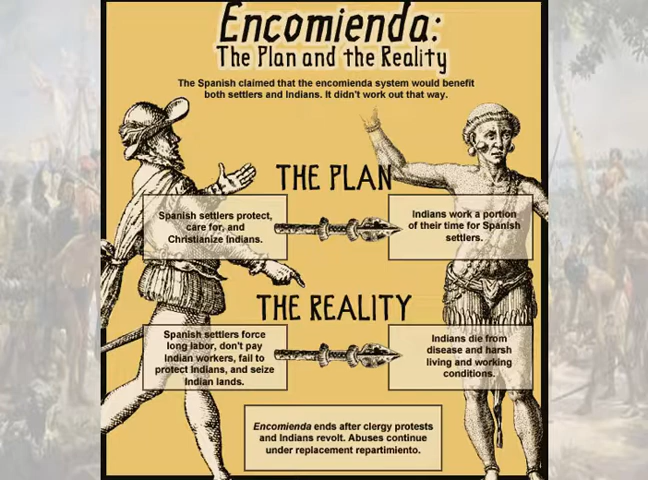 Encomienda:
The Plan and the Reality
The Spanish claimed that the encomienda system would benefit
both settlers and Indians. It didn't work out that way.
THE PLAN
Spanish settlers protect,
care for, and
Christianize Indians.
Indians work a portion
of their time for Spanish
settlers.
THE REALITY
Spanish settlers force
long labor, don't pay
Indian workers, fail to
protect Indians, and seize
Indian lands.
Indians die from
disease and harsh
living and working
conditions.
Encomienda ends after clergy protests
and Indians revolt. Abuses continue
under replacement repartimiento.